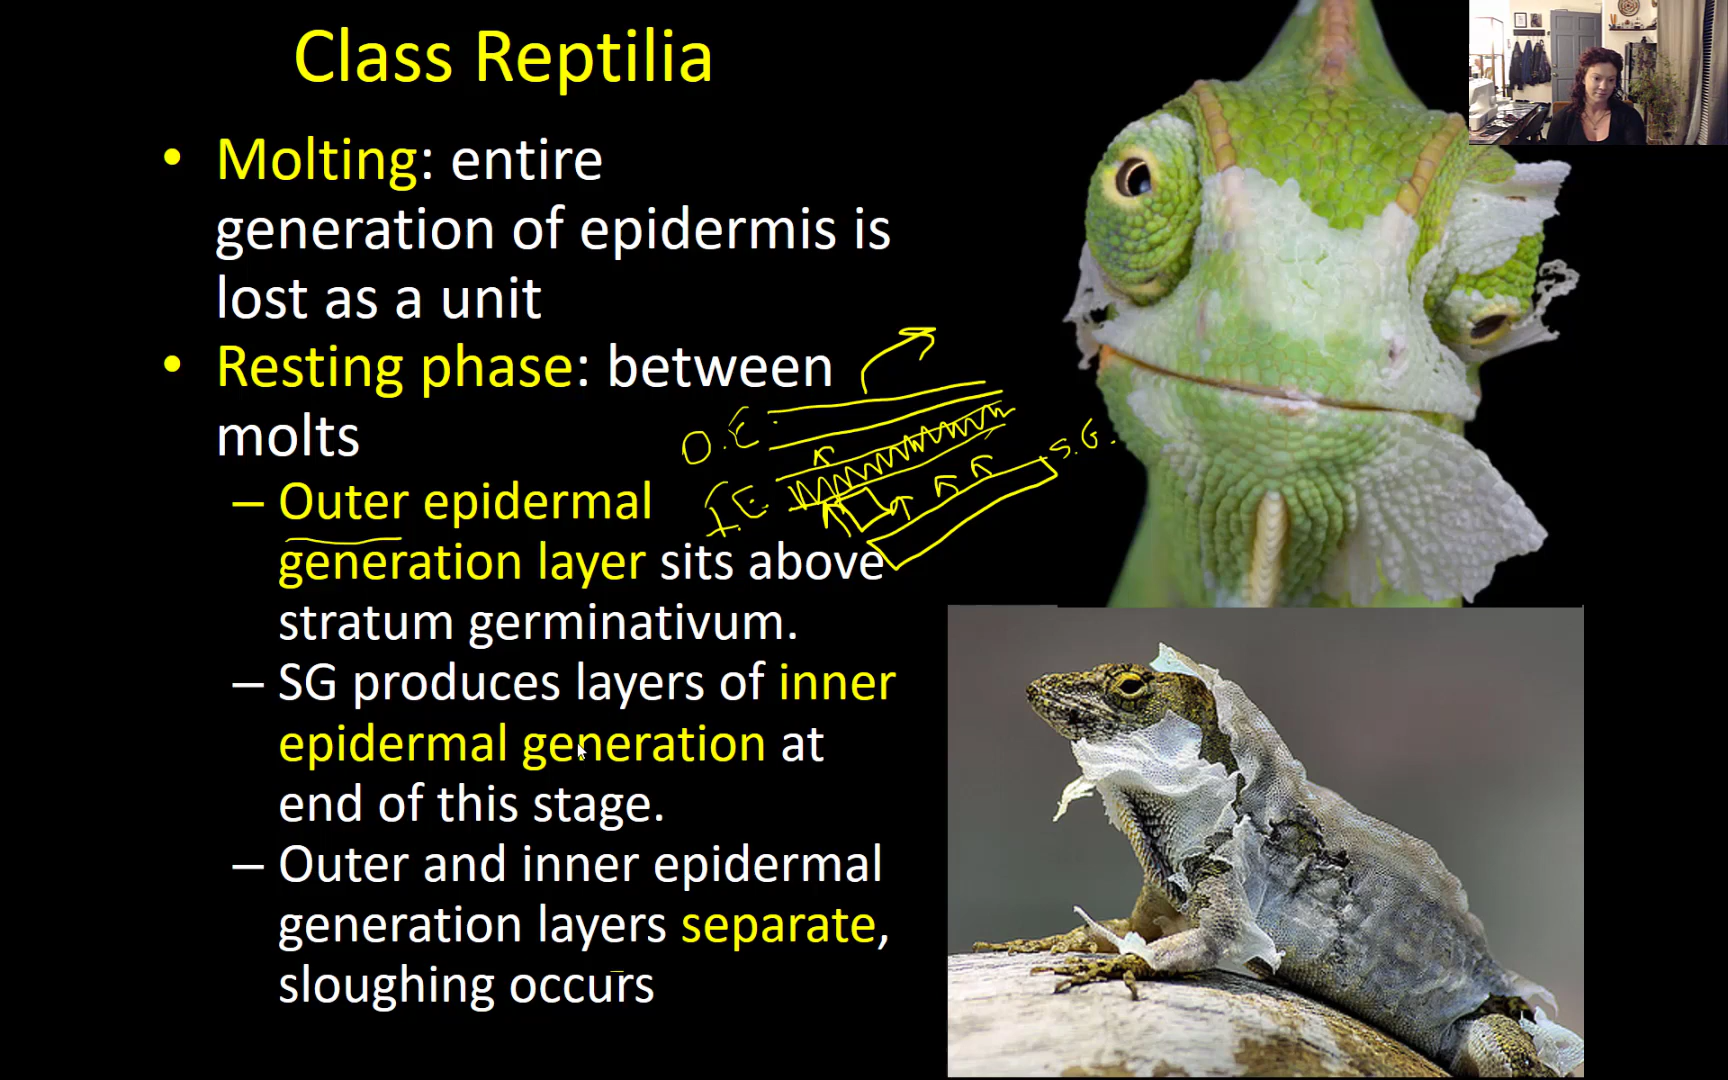 Class Reptilia
• Molting: entire
generation of epidermis is
lost as a unit
• Resting phase: between
molts
– Outer epidermal
generation layer sits above
stratum germinativum.
– SG produces layers of inner
epidermal generation at
end of this stage.
– Outer and inner epidermal
generation layers separate,
sloughing occurs
O.E.
I.E.
S.G.